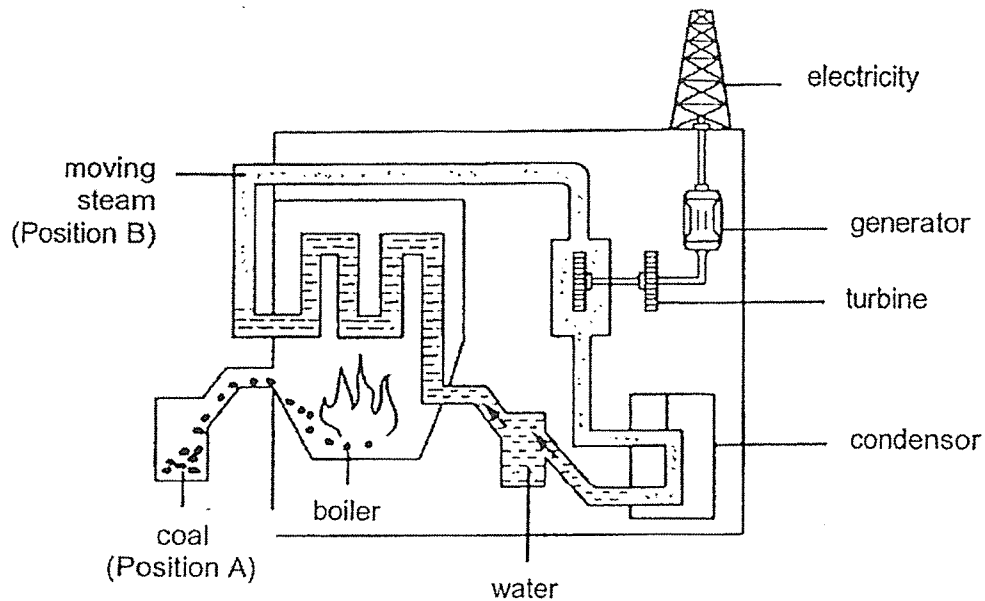 electricity
moving
steam
(Position B)
generator
turbine
condensor
boiler
coal
(Position A)
water